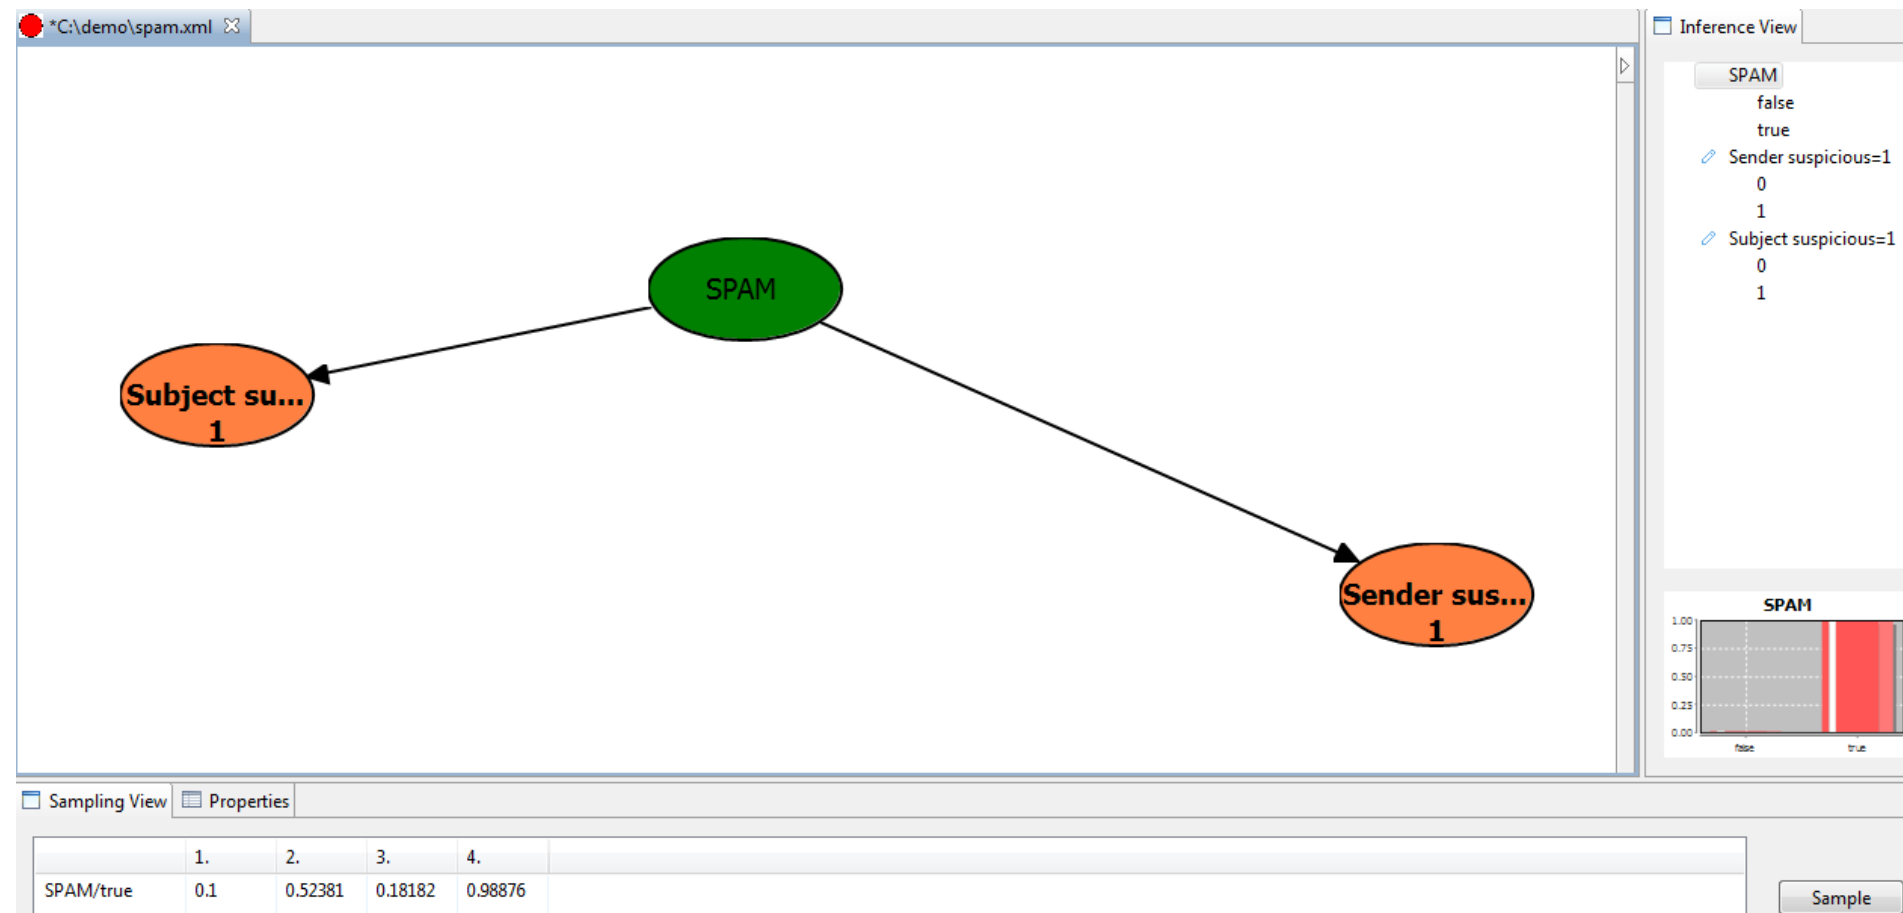 *C:\demo\spam.xml
Inference View
SPAM
false
true
Sender suspicious=1
0
1
Subject suspicious=1
0
1
SPAM
Subject su...
1
Sender sus...
1
SPAM
1.00
0.75
0.50
0.25
0.00
false true
Sampling View Properties
1. 2. 3. 4.
SPAM/true 0.1 0.52381 0.18182 0.98876
Sample